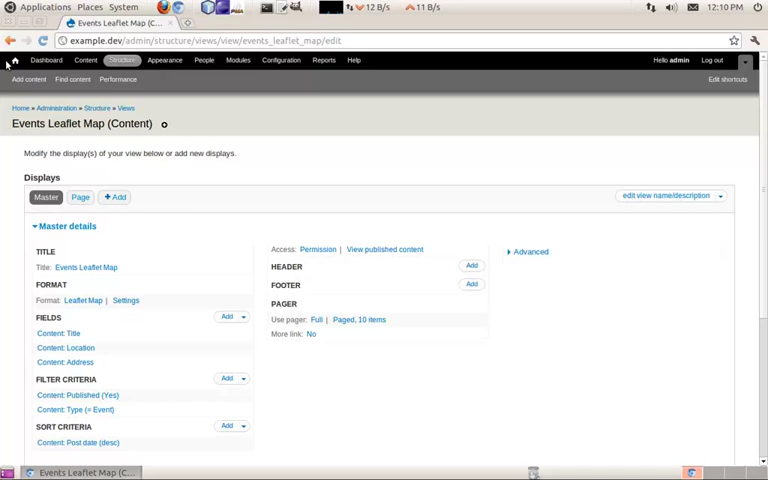 Applications Places System 12 B/s 11 B/s 12:10 PM
Events Leaflet Map (C... ×
example.dev/admin/structure/views/view/events_leaflet_map/edit
Dashboard Content Structure Appearance People Modules Configuration Reports Help Hello admin Log out
Add content Find content Performance Edit shortcuts
Home » Administration » Structure » Views
Events Leaflet Map (Content)
Modify the display(s) of your view below or add new displays.
Displays
Master Page + Add edit view name/description
Master details
TITLE
Title: Events Leaflet Map
FORMAT
Format: Leaflet Map | Settings
FIELDS Add
Content: Title
Content: Location
Content: Address
FILTER CRITERIA Add
Content: Published (Yes)
Content: Type (= Event)
SORT CRITERIA Add
Content: Post date (desc)
Access: Permission | View published content
HEADER Add
FOOTER Add
PAGER
Use pager: Full | Paged, 10 items
More link: No
Advanced
Events Leaflet Map (C...